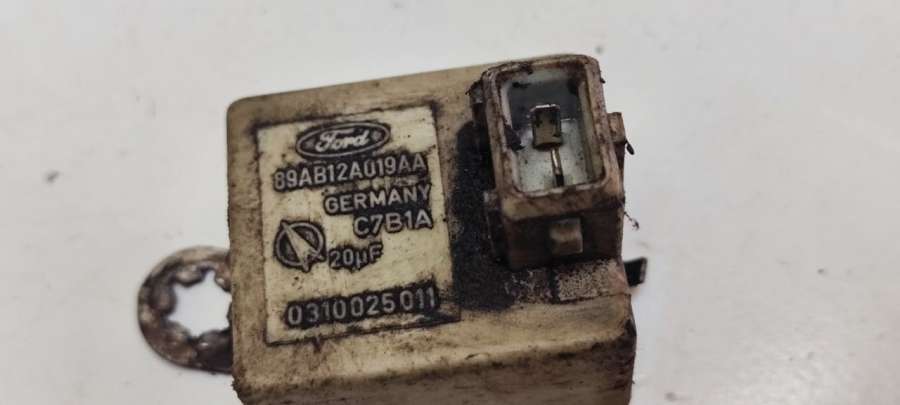 Ford
89AB12A019AA
GERMANY
C7B1A
20µF
0310025011